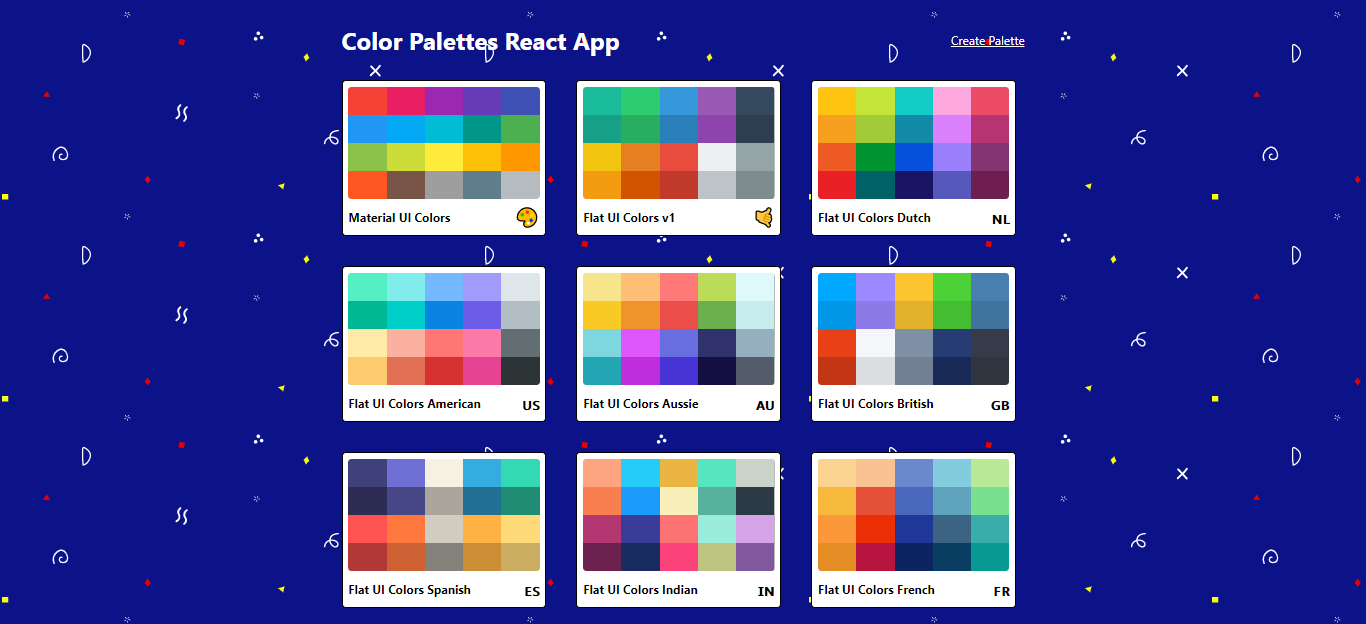 Color Palettes React App
Create Palette
Material UI Colors 🎨
Flat UI Colors v1 🤙
Flat UI Colors Dutch NL
Flat UI Colors American US
Flat UI Colors Aussie AU
Flat UI Colors British GB
Flat UI Colors Spanish ES
Flat UI Colors Indian IN
Flat UI Colors French FR